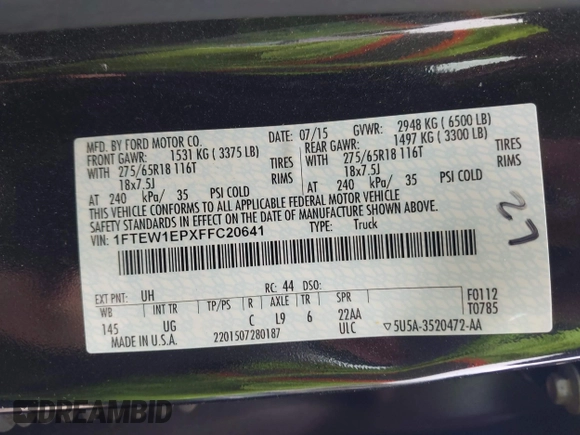 MFD. BY FORD MOTOR CO.
DATE: 07/15
GVWR: 2948 KG ( 6500 LB)
FRONT GAWR: 1531 KG ( 3375 LB)
REAR GAWR: 1497 KG ( 3300 LB)
WITH 275/65R18 116T TIRES
WITH 275/65R18 116T TIRES
18x7.5J RIMS
18x7.5J RIMS
AT 240 kPa/ 35 PSI COLD
AT 240 kPa/ 35 PSI COLD
THIS VEHICLE CONFORMS TO ALL APPLICABLE FEDERAL MOTOR VEHICLE
SAFETY STANDARDS IN EFFECT ON THE DATE OF MANUFACTURE SHOWN ABOVE.
VIN: 1FTEW1EPXFFC20641
TYPE: Truck
L2
EXT PNT: UH RC: 44 DSO:
WB INT TR TP/PS R AXLE TR SPR
F0112
T0785
145 UG C L9 6 22AA
ULC
MADE IN U.S.A.
2201507280187
▽5U5A-3520472-AA
DREAMBID